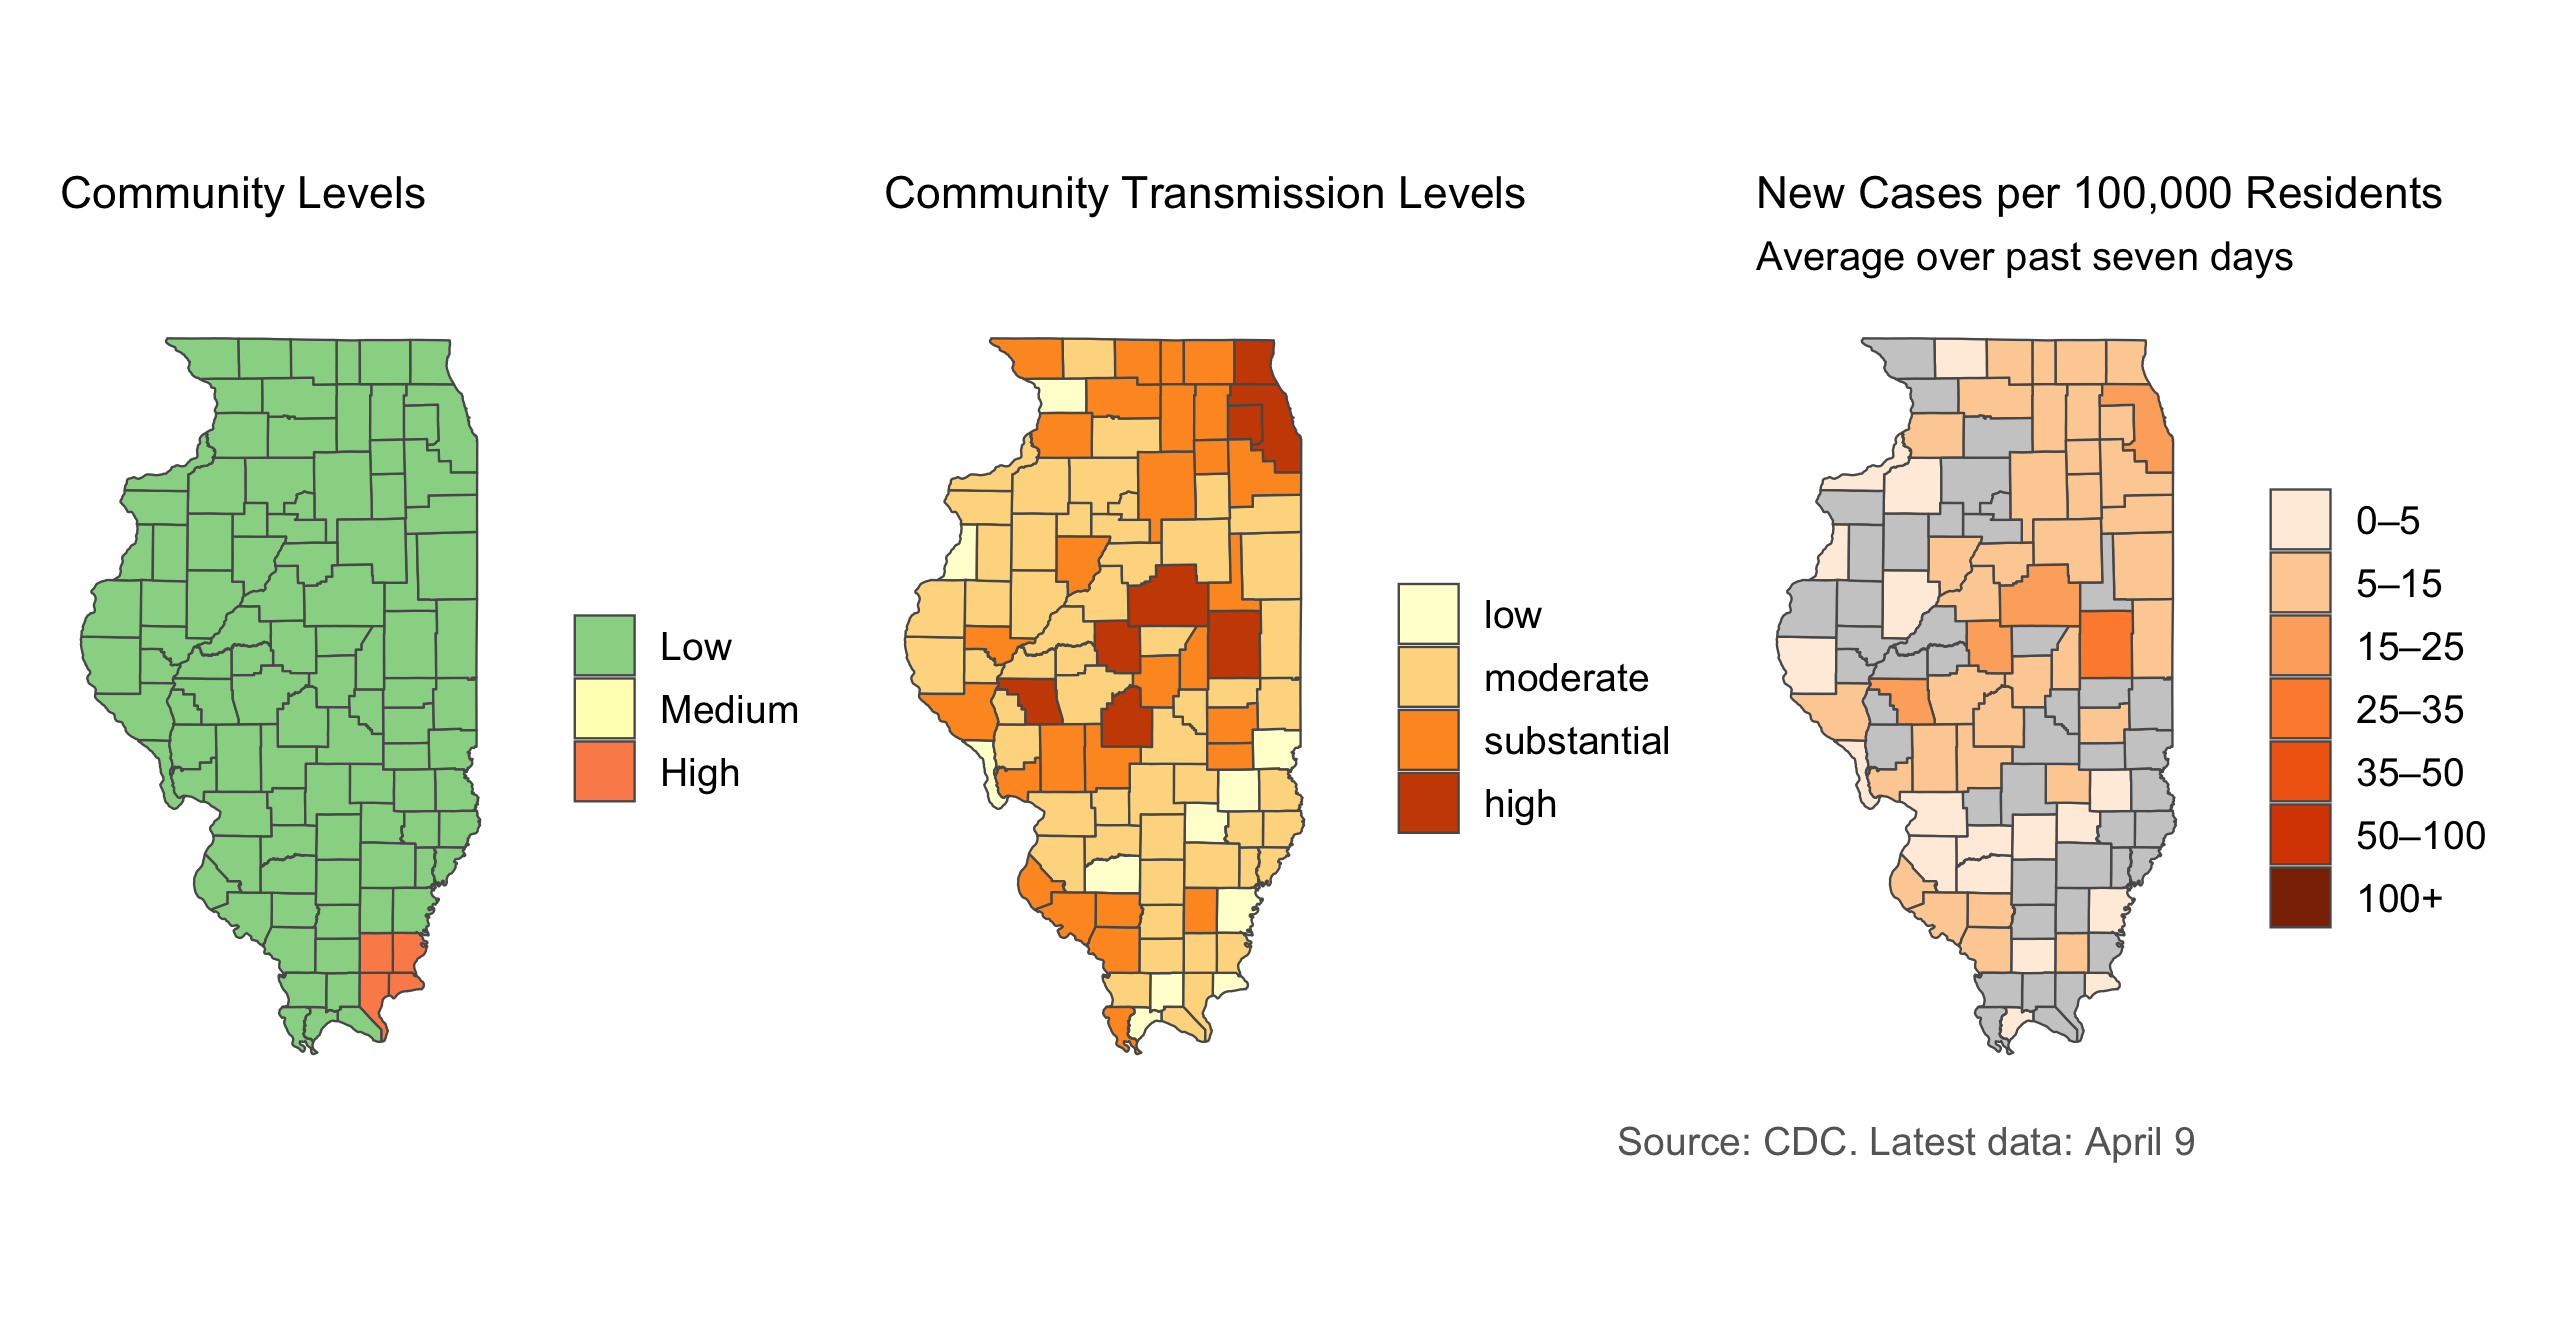 Community Levels
Low
Medium
High
Community Transmission Levels
low
moderate
substantial
high
New Cases per 100,000 Residents
Average over past seven days
0–5
5–15
15–25
25–35
35–50
50–100
100+
Source: CDC. Latest data: April 9